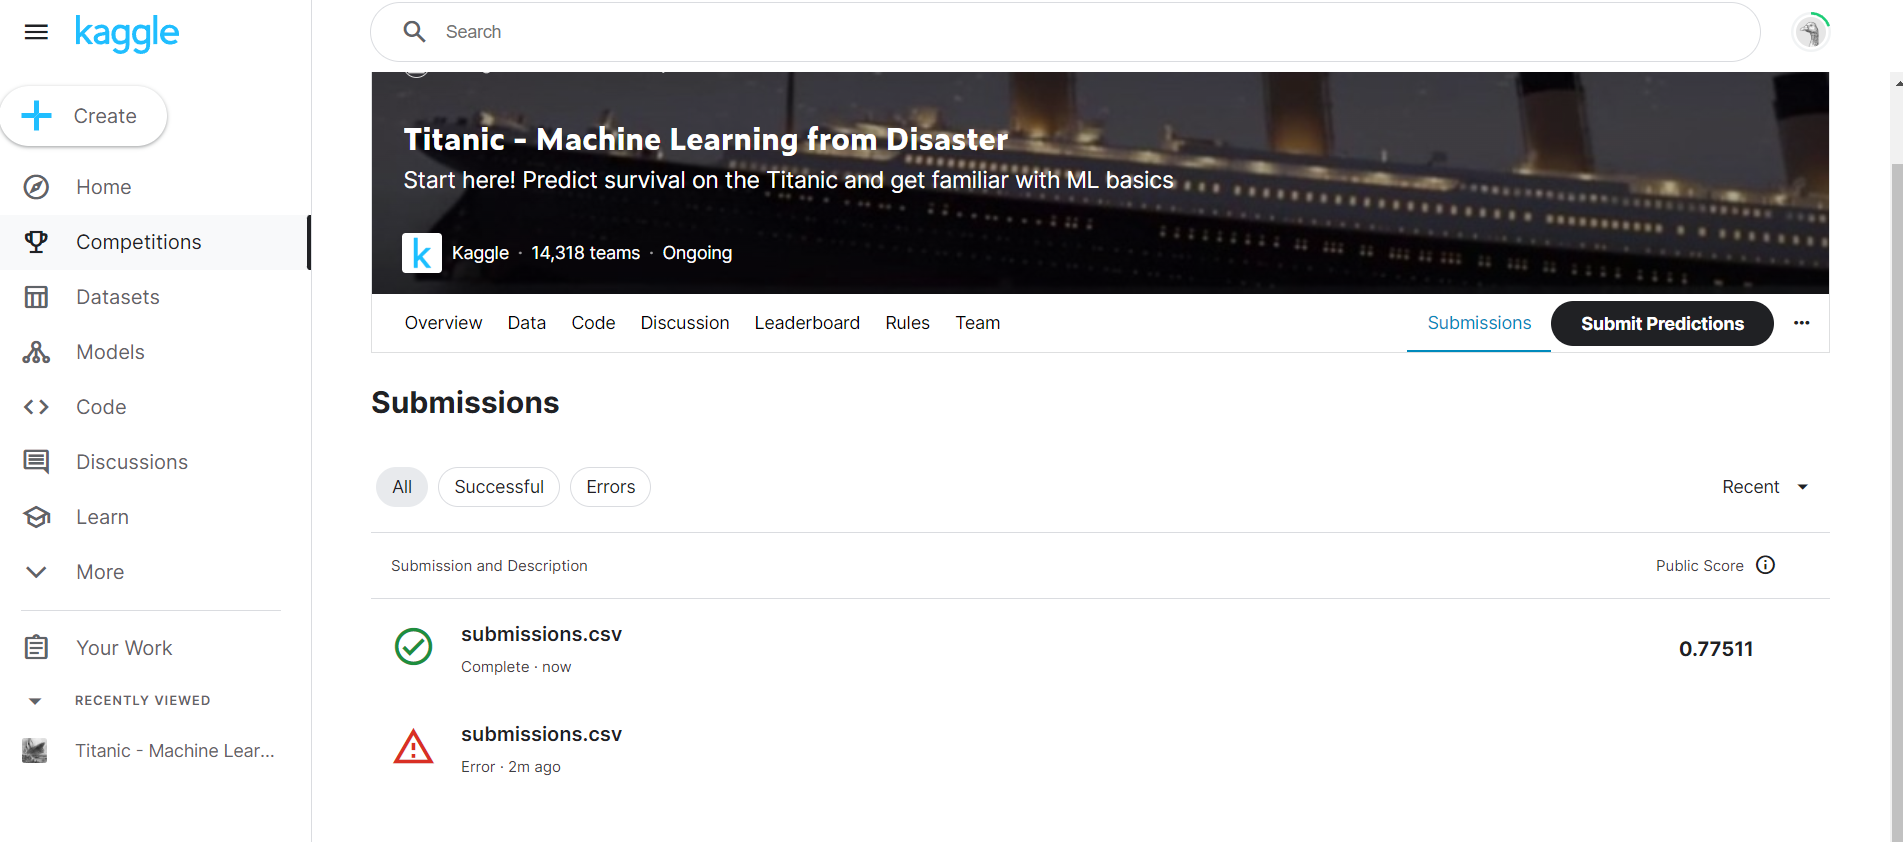 kaggle
Search
Create
Home
Competitions
Datasets
Models
Code
Discussions
Learn
More
Your Work
RECENTLY VIEWED
Titanic - Machine Lear...
Titanic - Machine Learning from Disaster
Start here! Predict survival on the Titanic and get familiar with ML basics
k
Kaggle · 14,318 teams · Ongoing
Overview Data Code Discussion Leaderboard Rules Team Submissions Submit Predictions ...
Submissions
All Successful Errors Recent
Submission and Description Public Score
submissions.csv
Complete · now
0.77511
submissions.csv
Error · 2m ago